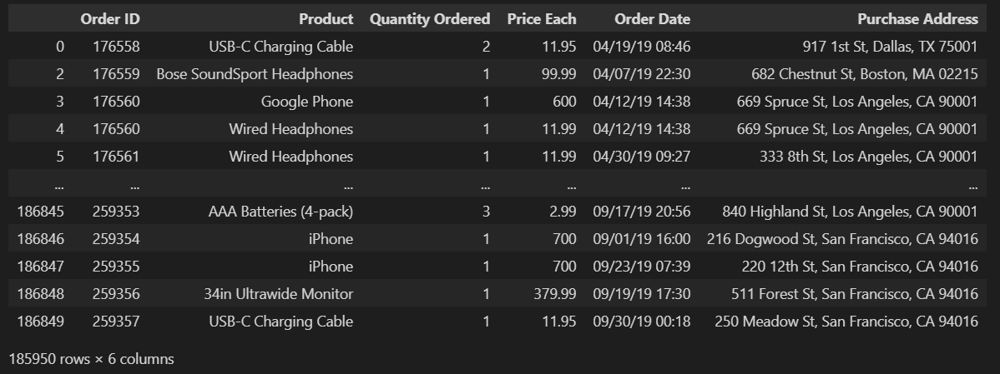 Order ID Product Quantity Ordered Price Each Order Date Purchase Address
0 176558 USB-C Charging Cable 2 11.95 04/19/19 08:46 917 1st St, Dallas, TX 75001
2 176559 Bose SoundSport Headphones 1 99.99 04/07/19 22:30 682 Chestnut St, Boston, MA 02215
3 176560 Google Phone 1 600 04/12/19 14:38 669 Spruce St, Los Angeles, CA 90001
4 176560 Wired Headphones 1 11.99 04/12/19 14:38 669 Spruce St, Los Angeles, CA 90001
5 176561 Wired Headphones 1 11.99 04/30/19 09:27 333 8th St, Los Angeles, CA 90001
... ... ... ... ... ... ...
186845 259353 AAA Batteries (4-pack) 3 2.99 09/17/19 20:56 840 Highland St, Los Angeles, CA 90001
186846 259354 iPhone 1 700 09/01/19 16:00 216 Dogwood St, San Francisco, CA 94016
186847 259355 iPhone 1 700 09/23/19 07:39 220 12th St, San Francisco, CA 94016
186848 259356 34in Ultrawide Monitor 1 379.99 09/19/19 17:30 511 Forest St, San Francisco, CA 94016
186849 259357 USB-C Charging Cable 1 11.95 09/30/19 00:18 250 Meadow St, San Francisco, CA 94016
185950 rows × 6 columns